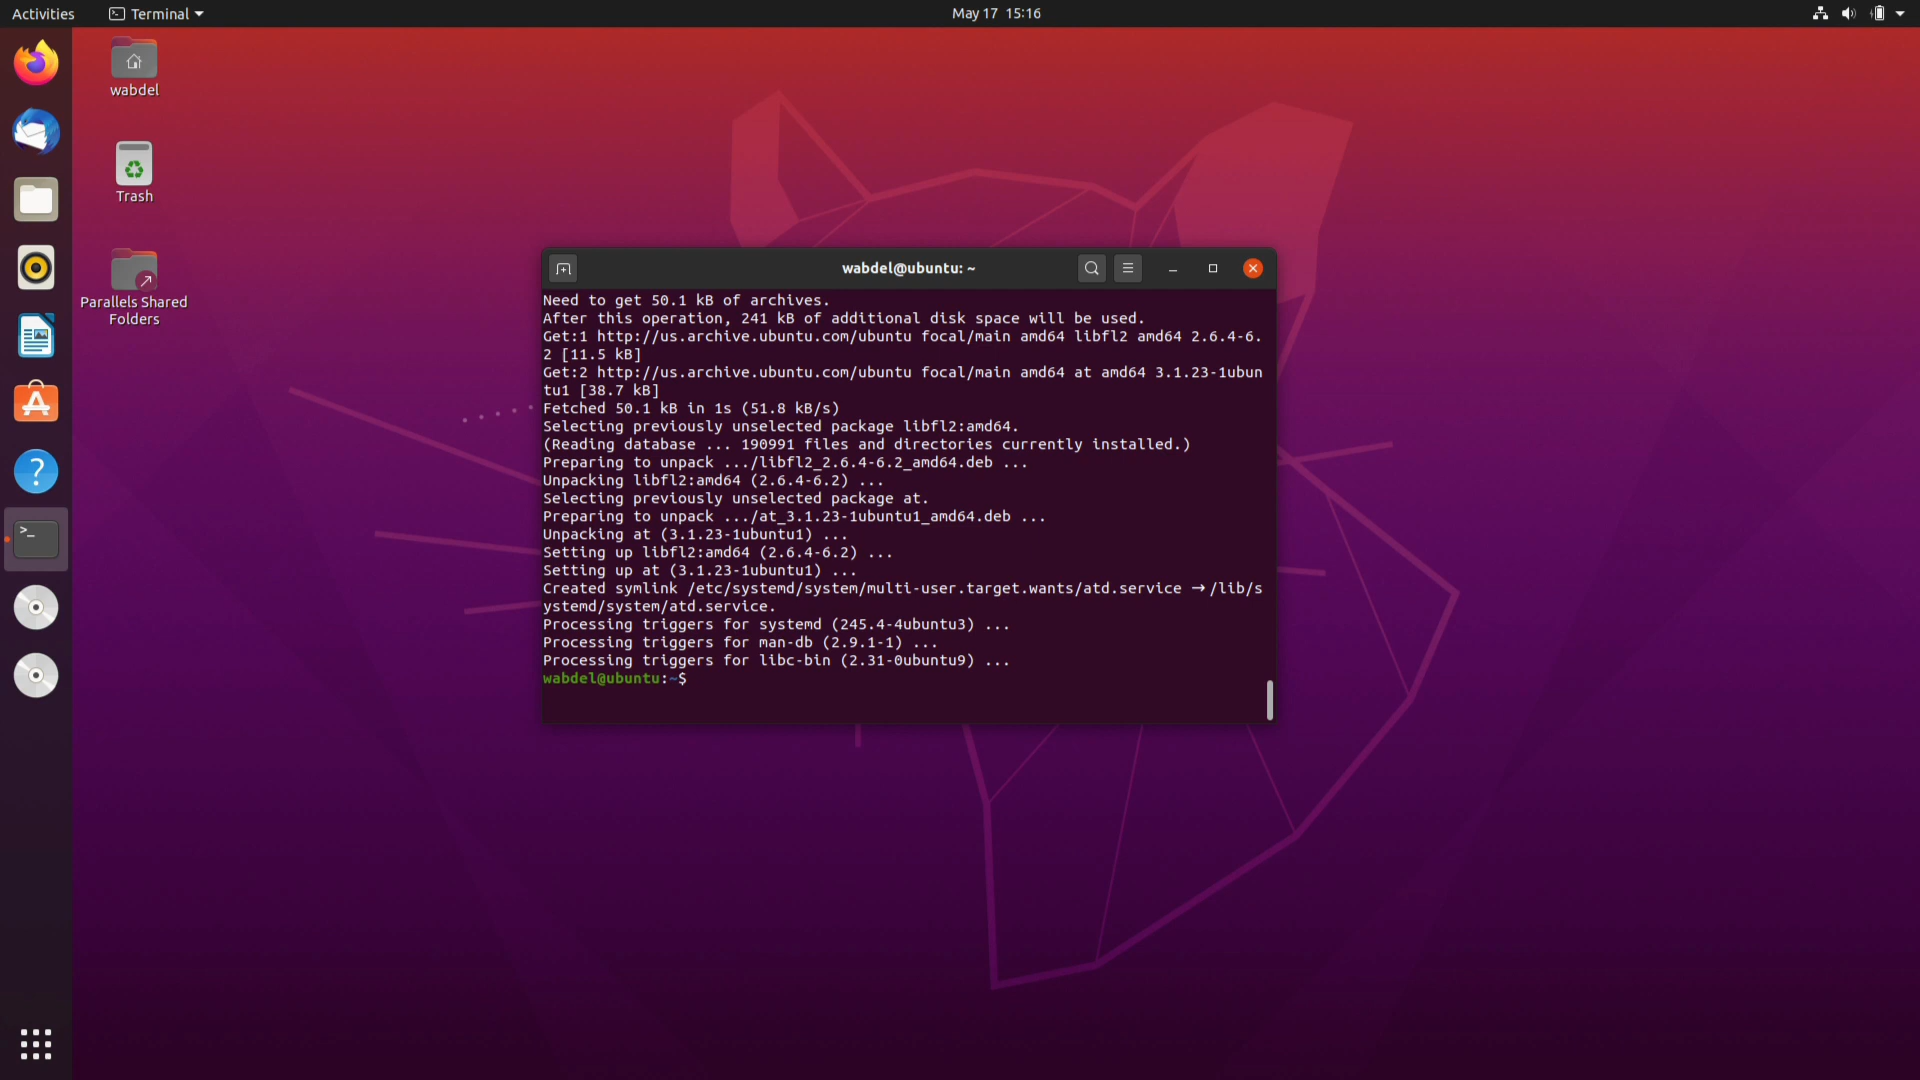 Activities
Terminal
May 17 15:16
wabdel
Trash
Parallels Shared
Folders
wabdel@ubuntu: ~
Need to get 50.1 kB of archives.
After this operation, 241 kB of additional disk space will be used.
Get:1 http://us.archive.ubuntu.com/ubuntu focal/main amd64 libfl2 amd64 2.6.4-6.
2 [11.5 kB]
Get:2 http://us.archive.ubuntu.com/ubuntu focal/main amd64 at amd64 3.1.23-1ubun
tu1 [38.7 kB]
Fetched 50.1 kB in 1s (51.8 kB/s)
Selecting previously unselected package libfl2:amd64.
(Reading database ... 190991 files and directories currently installed.)
Preparing to unpack .../libfl2_2.6.4-6.2_amd64.deb ...
Unpacking libfl2:amd64 (2.6.4-6.2) ...
Selecting previously unselected package at.
Preparing to unpack .../at_3.1.23-1ubuntu1_amd64.deb ...
Unpacking at (3.1.23-1ubuntu1) ...
Setting up libfl2:amd64 (2.6.4-6.2) ...
Setting up at (3.1.23-1ubuntu1) ...
Created symlink /etc/systemd/system/multi-user.target.wants/atd.service → /lib/s
ystemd/system/atd.service.
Processing triggers for systemd (245.4-4ubuntu3) ...
Processing triggers for man-db (2.9.1-1) ...
Processing triggers for libc-bin (2.31-0ubuntu9) ...
wabdel@ubuntu:~$